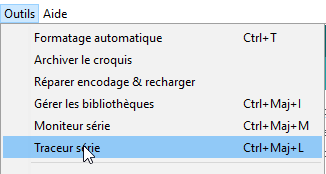 Outils Aide
Formatage automatique Ctrl+T
Archiver le croquis
Réparer encodage & recharger
Gérer les bibliothèques Ctrl+Maj+I
Moniteur série Ctrl+Maj+M
Traceur série Ctrl+Maj+L